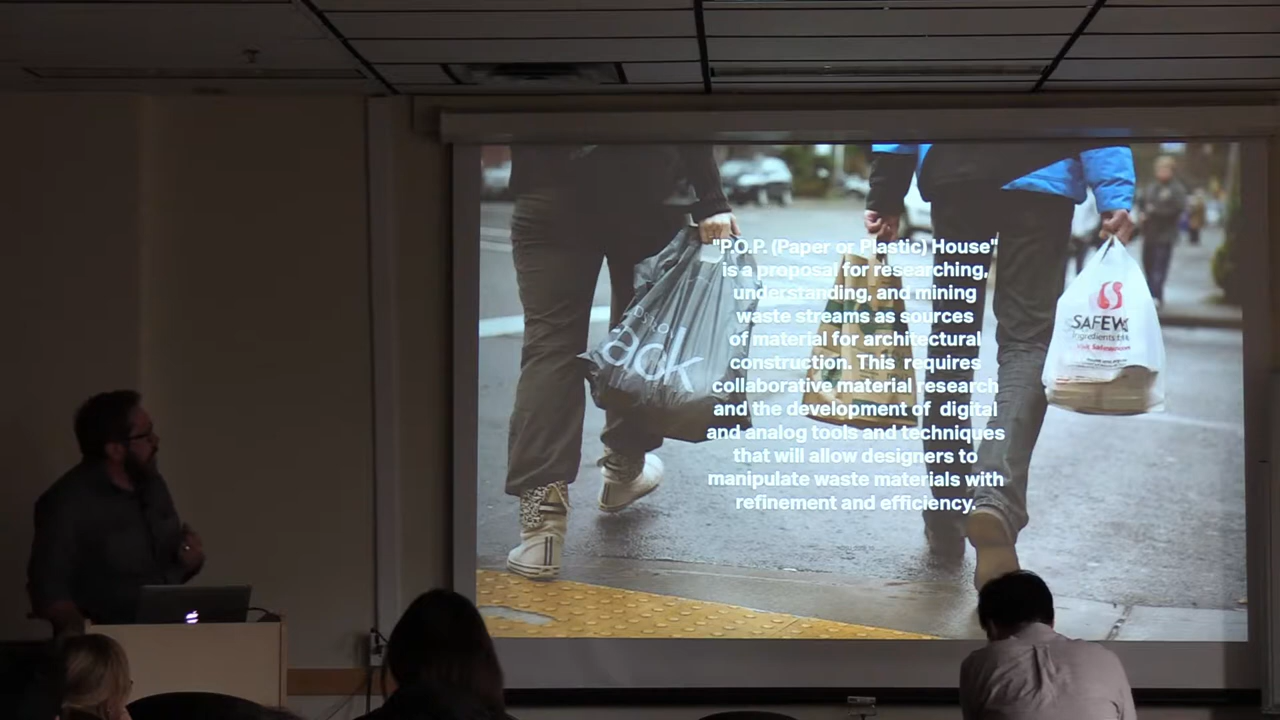 "P.O.P. (Paper or Plastic) House"
is a proposal for researching,
understanding, and mining
waste streams as sources
of material for architectural
construction. This  requires
collaborative material research
and the development of  digital
and analog tools and techniques
that will allow designers to
manipulate waste materials with
refinement and efficiency.
ack
SAFEW